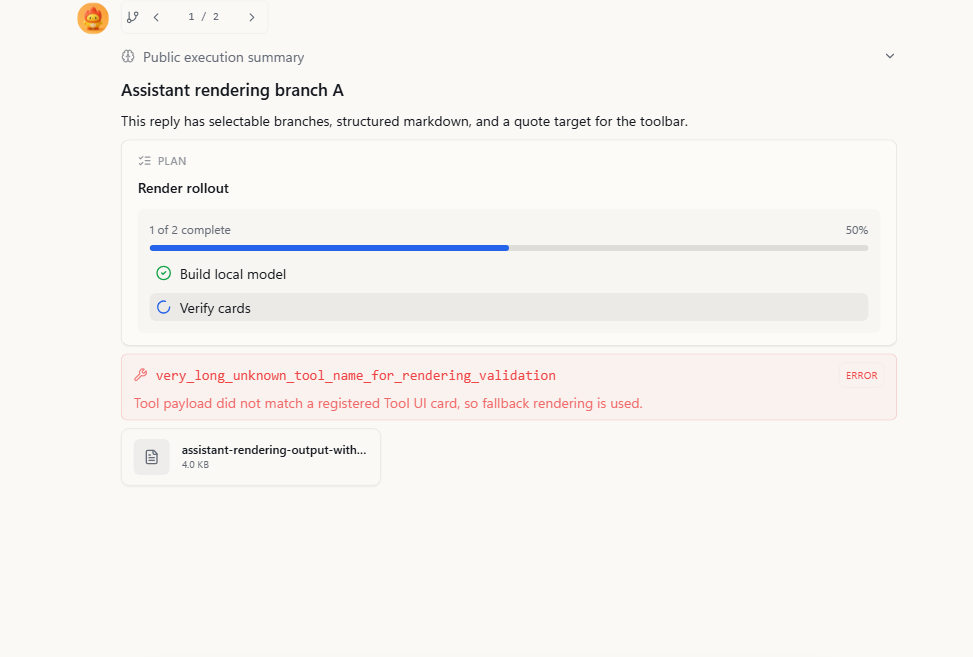 1 / 2
Public execution summary
Assistant rendering branch A
This reply has selectable branches, structured markdown, and a quote target for the toolbar.
PLAN
Render rollout
1 of 2 complete
50%
Build local model
Verify cards
very_long_unknown_tool_name_for_rendering_validation
ERROR
Tool payload did not match a registered Tool UI card, so fallback rendering is used.
assistant-rendering-output-with...
4.0 KB